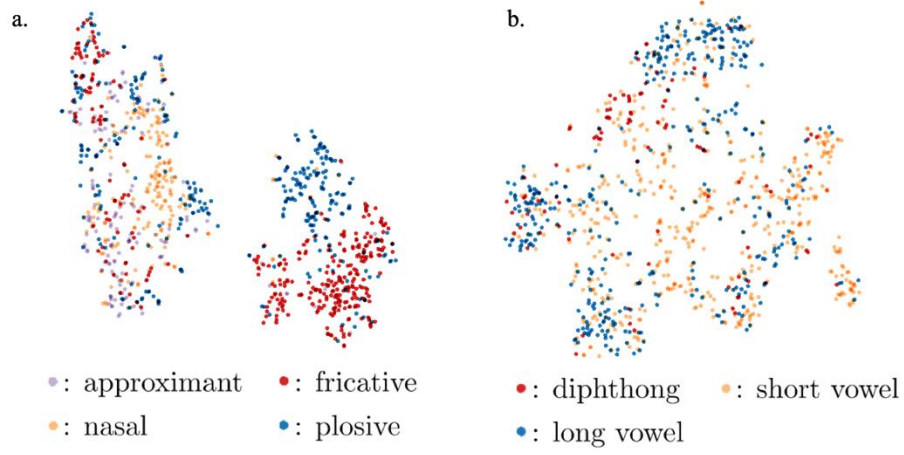 a.
b.
: approximant
: fricative
: nasal
: plosive
: diphthong
: short vowel
: long vowel